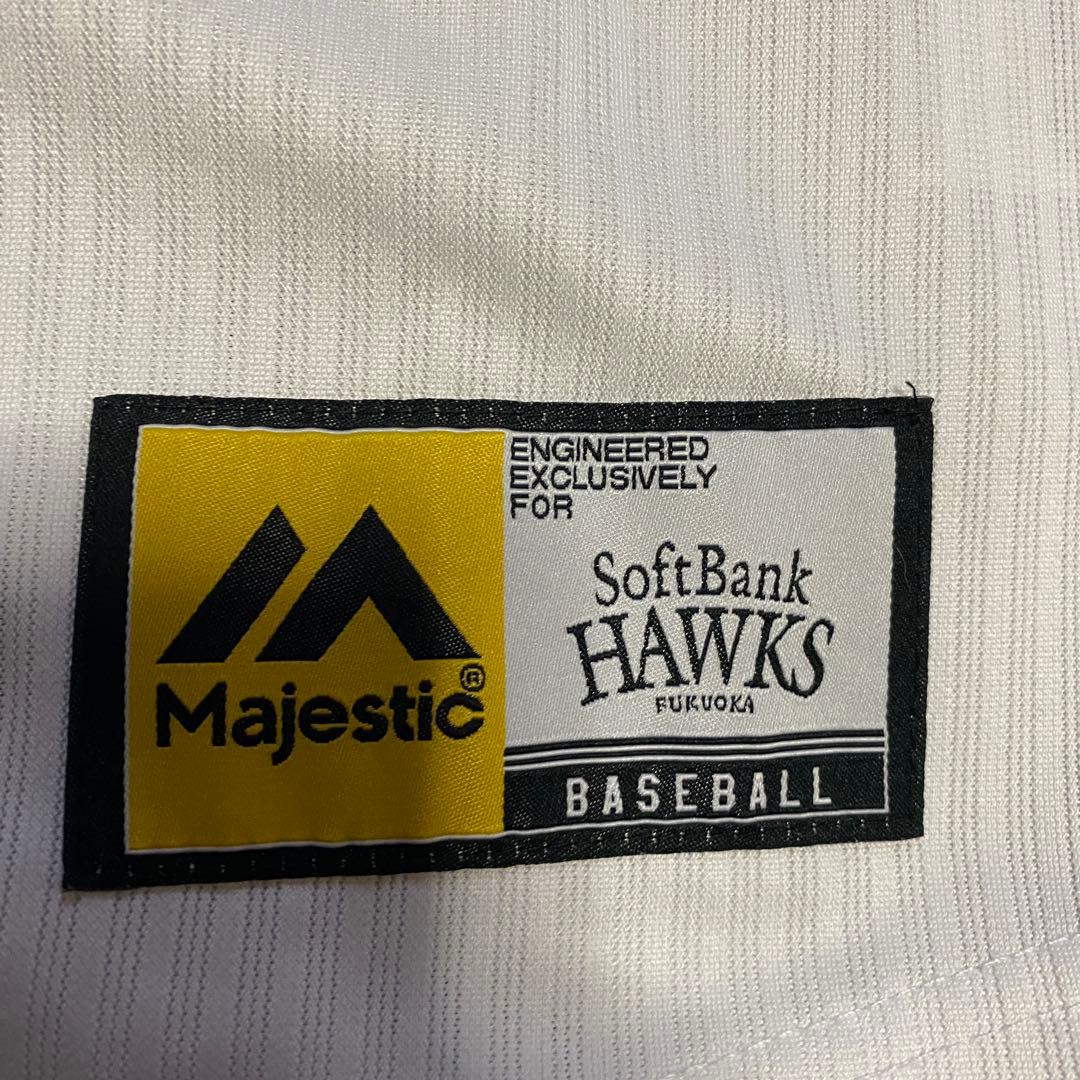 Majestic®
ENGINEERED
EXCLUSIVELY
FOR
SoftBank
HAWKS
FUKUOKA
BASEBALL